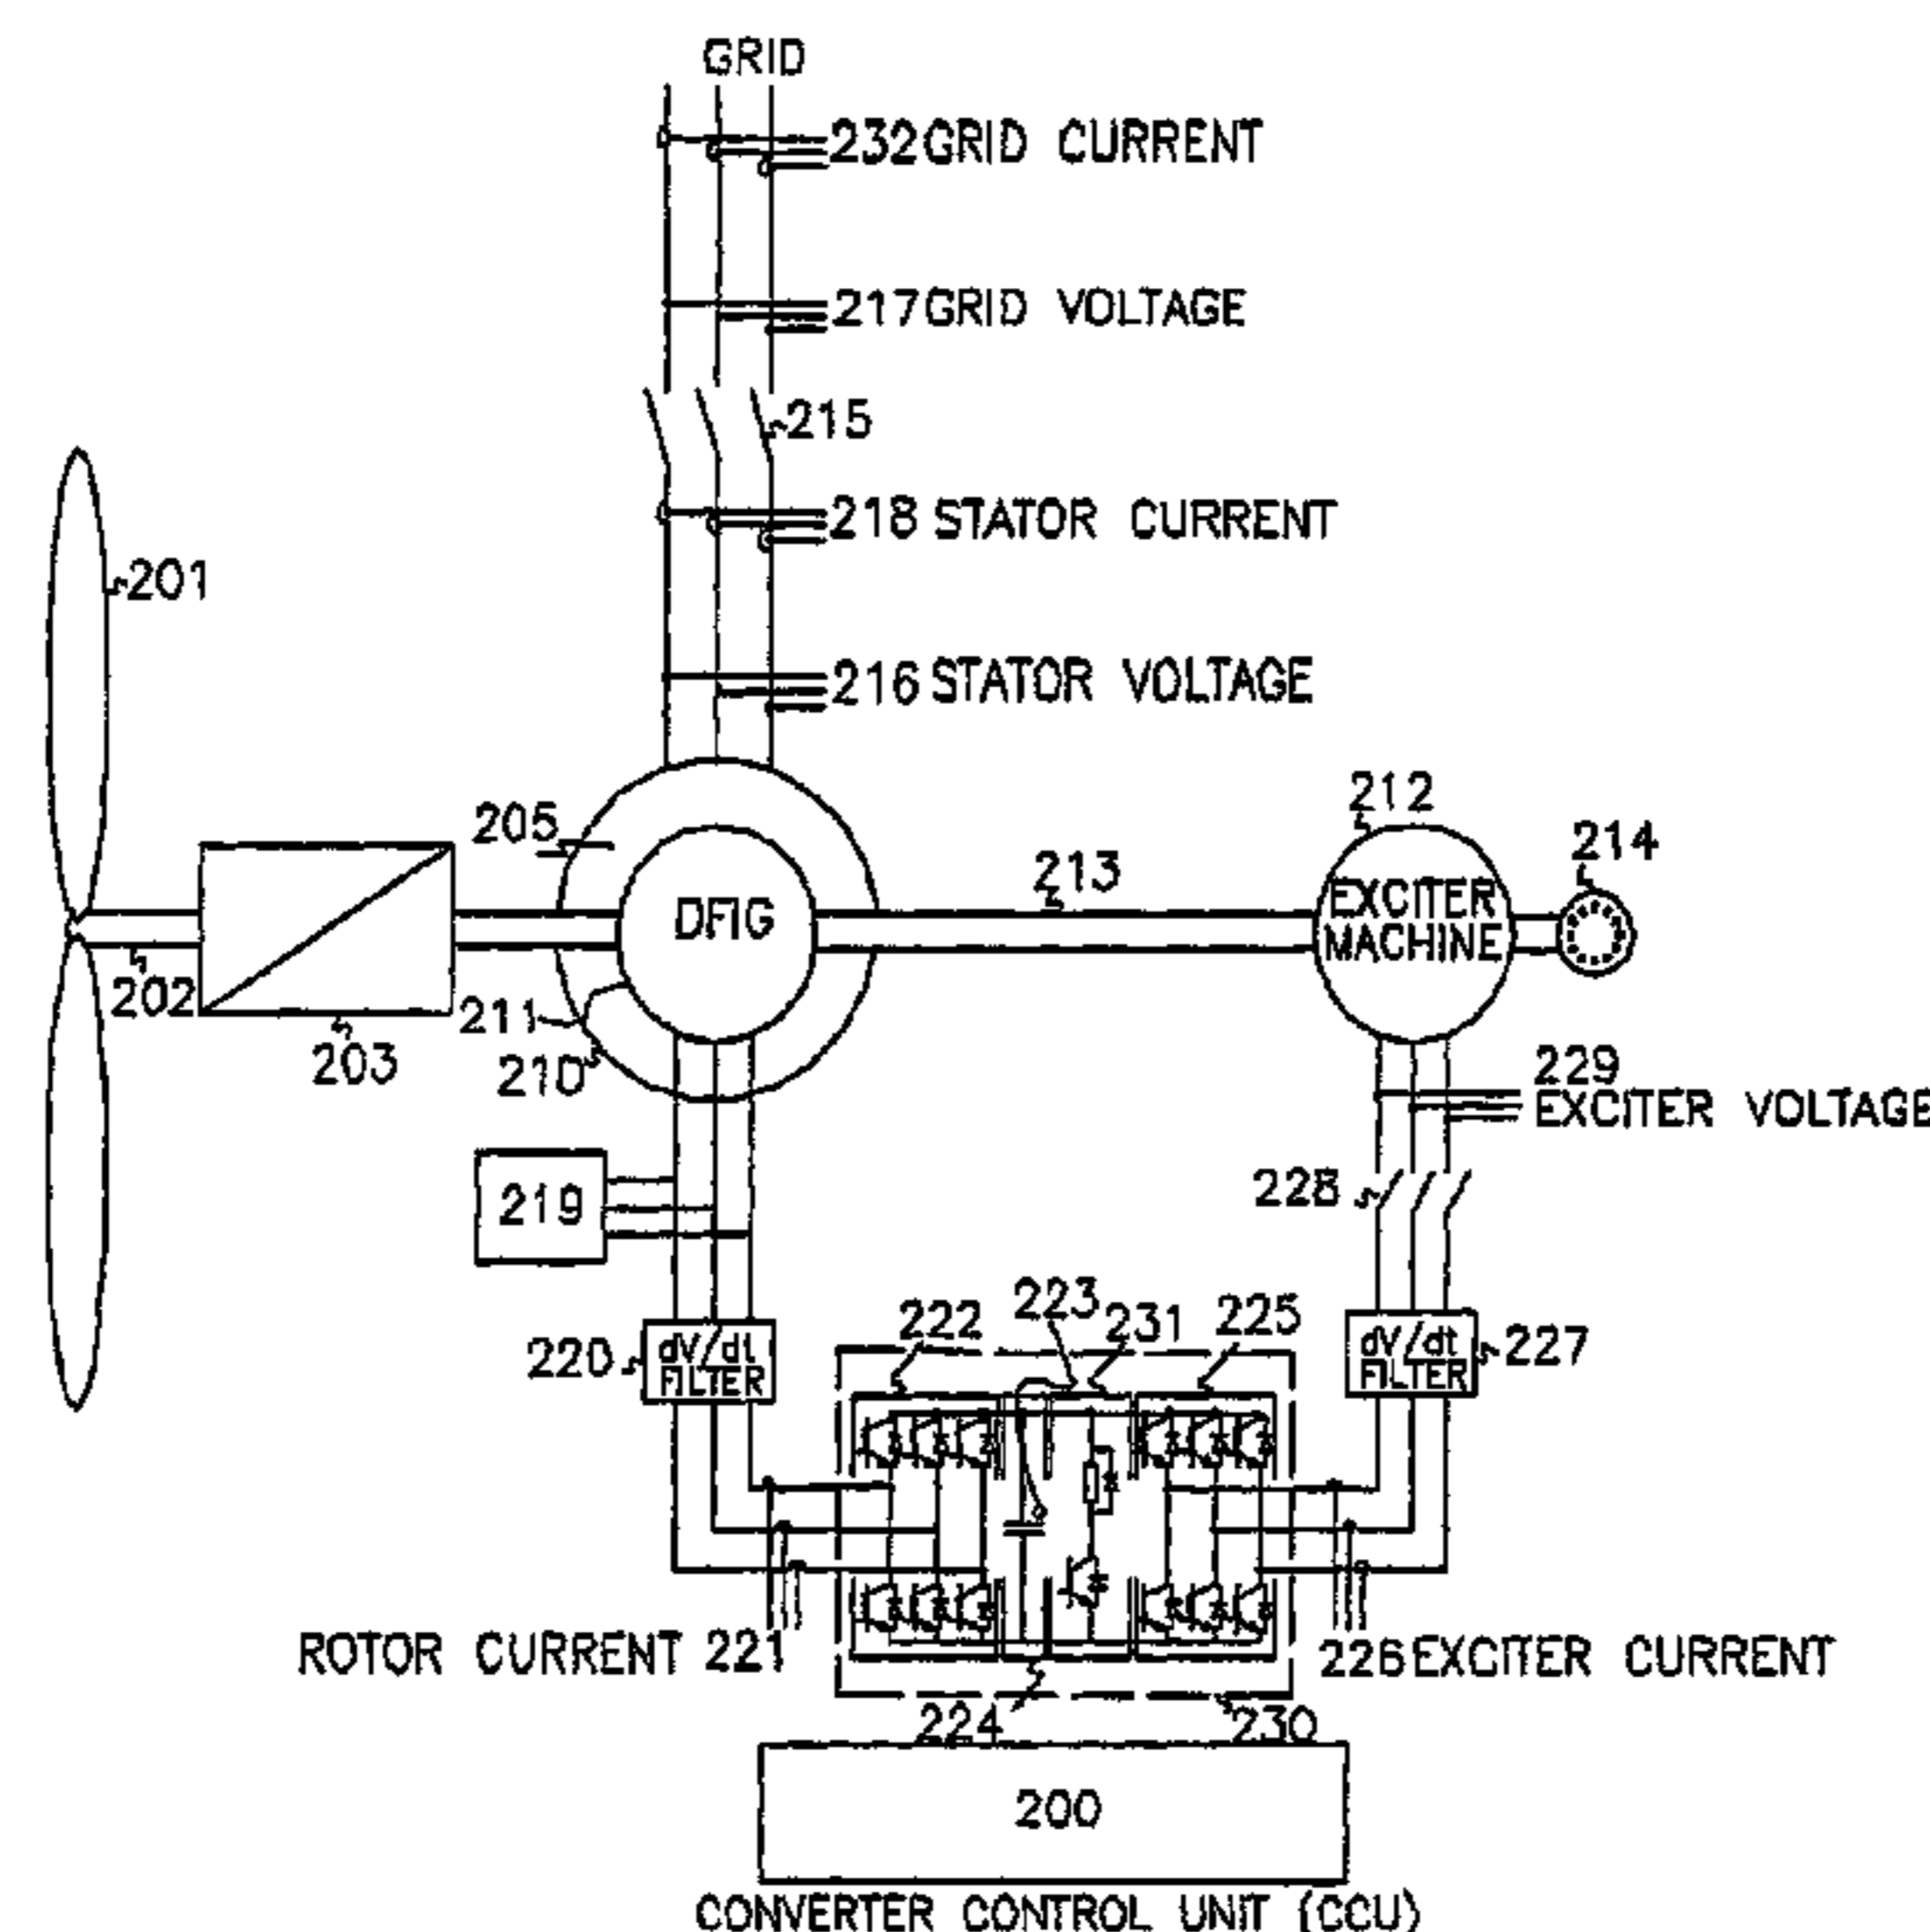 GRID
232 GRID CURRENT
217 GRID VOLTAGE
215
218 STATOR CURRENT
201
216 STATOR VOLTAGE
205
212
214
213
DFIG
EXCITER
MACHINE
202
211
203
210
229
EXCITER VOLTAGE
219
228
223
231
222
225
220
dV/dt
FILTER
dV/dt
FILTER
227
ROTOR CURRENT 221
226 EXCITER CURRENT
224
230
200
CONVERTER CONTROL UNIT (CCU)